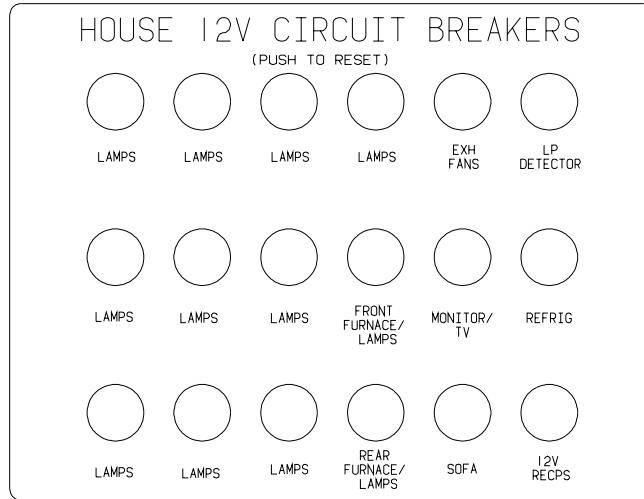 HOUSE 12V CIRCUIT BREAKERS
(PUSH TO RESET)
LAMPS LAMPS LAMPS LAMPS EXH FANS LP DETECTOR
LAMPS LAMPS LAMPS FRONT FURNACE/ LAMPS MONITOR/ TV REFRIG
LAMPS LAMPS LAMPS REAR FURNACE/ LAMPS SOFA 12V RECPS